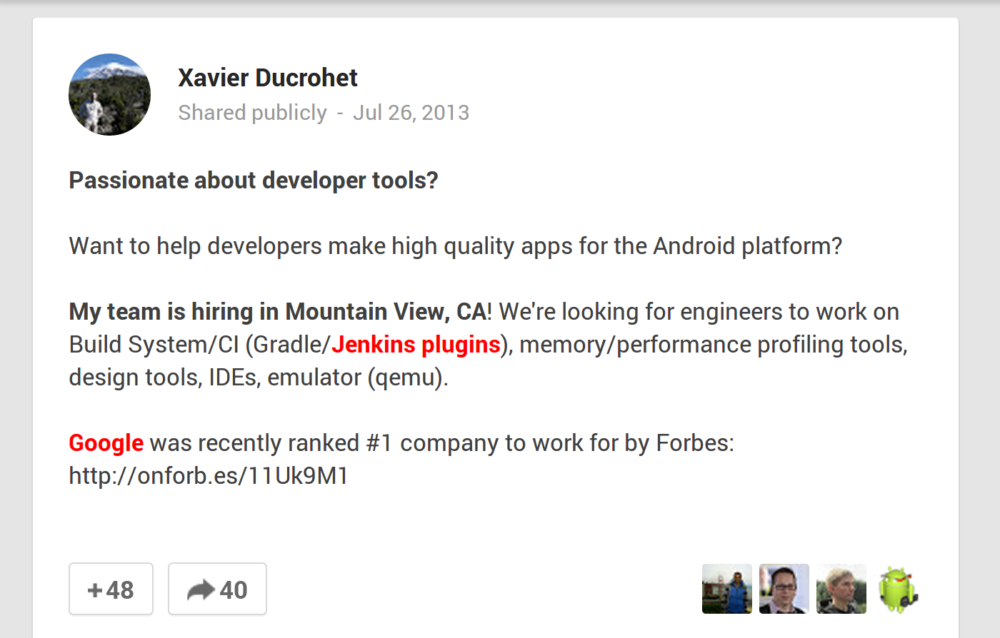 Xavier Ducrohet
Shared publicly - Jul 26, 2013
Passionate about developer tools?
Want to help developers make high quality apps for the Android platform?
My team is hiring in Mountain View, CA! We're looking for engineers to work on
Build System/CI (Gradle/Jenkins plugins), memory/performance profiling tools,
design tools, IDEs, emulator (qemu).
Google was recently ranked #1 company to work for by Forbes:
http://onforb.es/11Uk9M1
+48 40